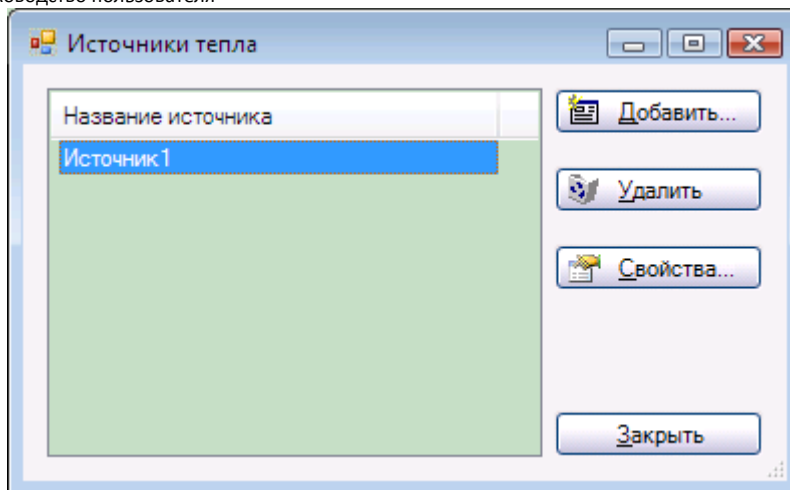 Источники тепла
Название источника
Источник1
Добавить...
Удалить
Свойства...
Закрыть